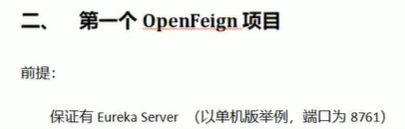 二、 第一个 OpenFeign 项目
前提：
保证有 Eureka Server （以单机版举例，端口为 8761）